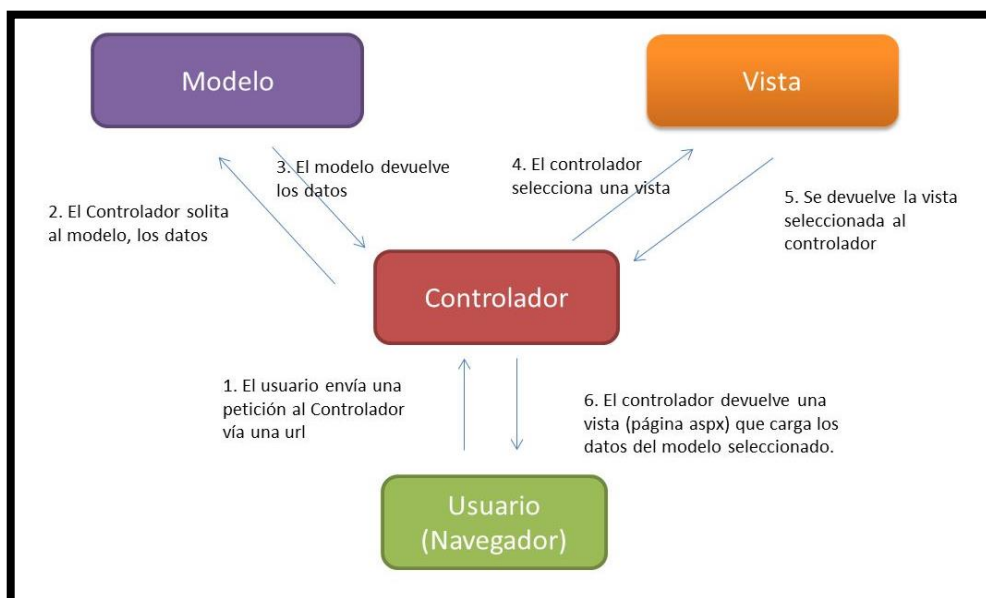 Modelo
Vista
3. El modelo devuelve
los datos
4. El controlador
selecciona una vista
2. El Controlador solita
al modelo, los datos
5. Se devuelve la vista
seleccionada al
controlador
Controlador
1. El usuario envía una
petición al Controlador
vía una url
6. El controlador devuelve una
vista (página aspx) que carga los
datos del modelo seleccionado.
Usuario
(Navegador)